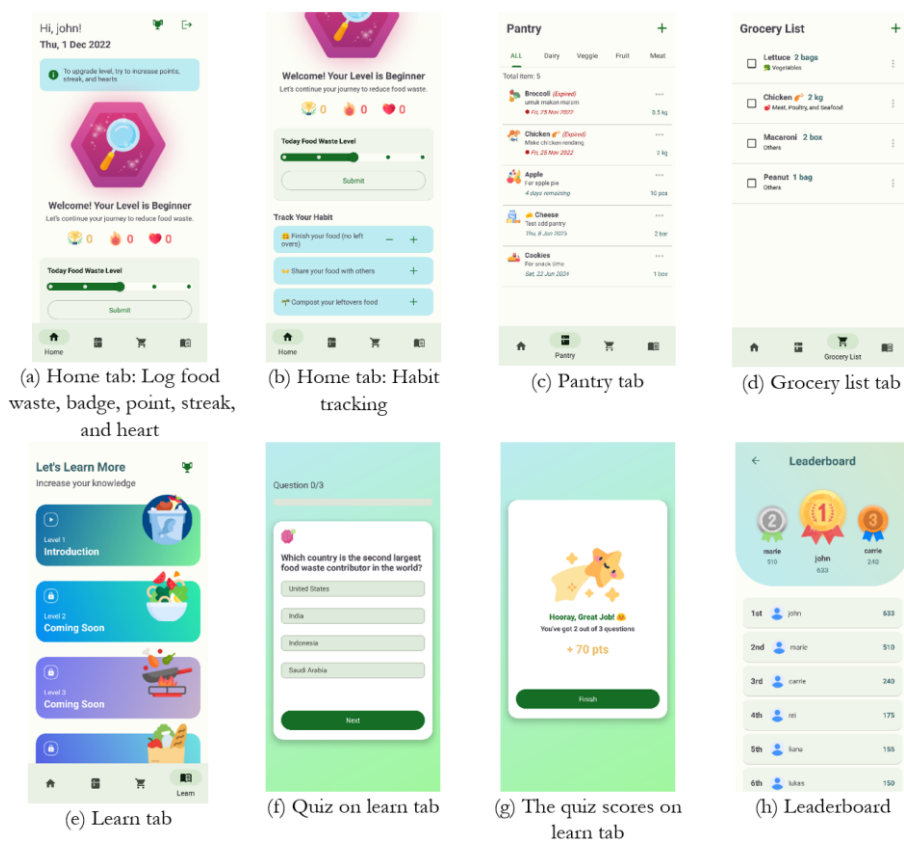 Hi, john!
Thu, 1 Dec 2022
To upgrade level, try to increase points,
streak, and hearts
Welcome! Your Level is Beginner
Let's continue your journey to reduce food waste.
0 0 0
Today Food Waste Level
Submit
Home
(a) Home tab: Log food
waste, badge, point, streak,
and heart
Welcome! Your Level is Beginner
Let's continue your journey to reduce food waste.
0 0 0
Today Food Waste Level
Submit
Track Your Habit
Finish your food (no left
overs)
Share your food with others
Compost your leftovers food
Home
(b) Home tab: Habit
tracking
Pantry
ALL Dairy Veggie Fruit Meat
Total item: 5
Broccoli (Expired)
untuk makan malam
Fri, 25 Nov 2022 0.5 kg
Chicken (Expired)
Make chicken rendang
Fri, 25 Nov 2022
Apple
For apple pie
4 days remaining 10 pcs
Cheese
Test add pantry
Thu, 8 Jun 2023 2 bar
Cookies
For snack time
Sat, 22 Jun 2024 1 box
Pantry
(c) Pantry tab
Grocery List
Lettuce 2 bags
Vegetables
Chicken 2 kg
Meat, Poultry, and Seafood
Macaroni 2 box
Others
Peanut 1 bag
Others
Grocery List
(d) Grocery list tab
Let's Learn More
Increase your knowledge
Level 1
Introduction
Level 2
Coming Soon
Level 3
Coming Soon
Learn
(e) Learn tab
Question 0/3
Which country is the second largest
food waste contributor in the world?
United States
India
Indonesia
Saudi Arabia
Next
(f) Quiz on learn tab
Hooray, Great Job!
You've got 2 out of 3 questions
+ 70 pts
Finish
(g) The quiz scores on
learn tab
Leaderboard
2 1 3
marie john carrie
510 633 240
1st john 633
2nd marie 510
3rd carrie 240
4th rei 175
5th liana 155
6th lukas 150
(h) Leaderboard